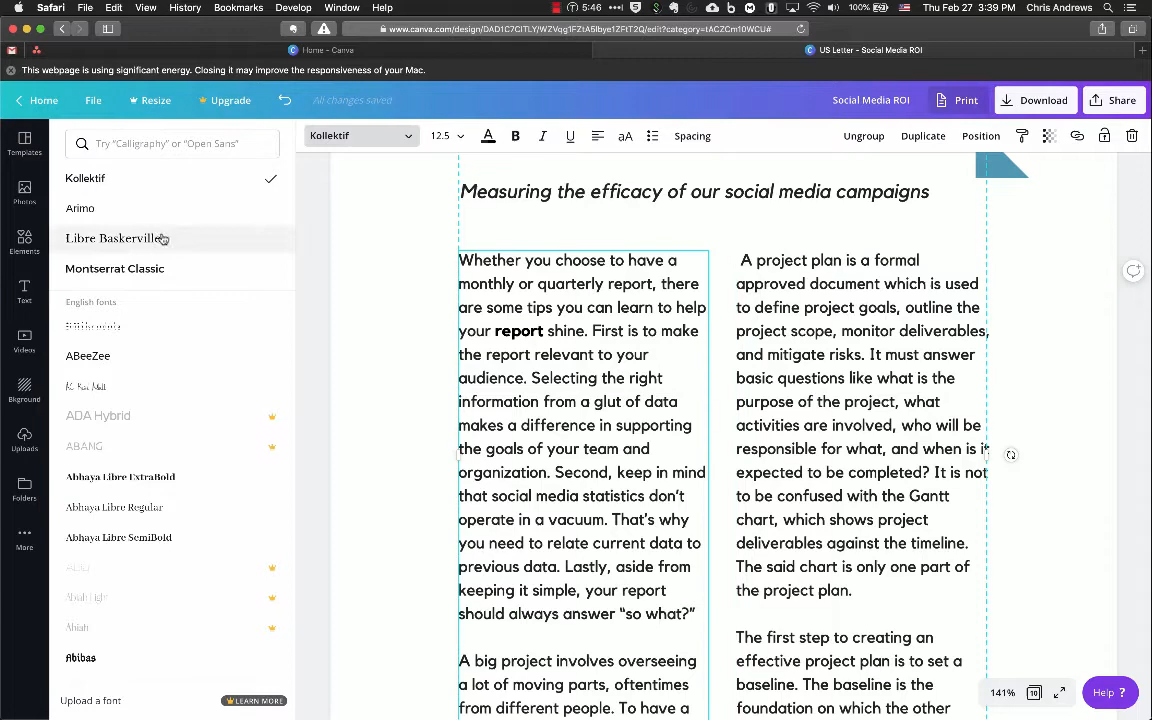 Safari File Edit View History Bookmarks Develop Window Help 5:46 100% Thu Feb 27 3:39 PM Chris Andrews
www.canva.com/design/DAD1C7CITLY/WZVqg1FZtA5lbye1ZFtT2Q/edit?category=tACZCm10WCU#
Home - Canva
US Letter - Social Media ROI
This webpage is using significant energy. Closing it may improve the responsiveness of your Mac.
Home File Resize Upgrade All changes saved Social Media ROI Print Download Share
Kollektif 12.5 A B I U aA Spacing Ungroup Duplicate Position
Templates
Photos
Elements
Text
Videos
Bkground
Uploads
Folders
More
Try "Calligraphy" or "Open Sans"
Kollektif
Arimo
Libre Baskerville
Montserrat Classic
English fonts
ABeeZee
ADA Hybrid
ABANG
Abhaya Libre ExtraBold
Abhaya Libre Regular
Abhaya Libre SemiBold
Abiah Light
Abiah
Abibas
Upload a font LEARN MORE
Measuring the efficacy of our social media campaigns
Whether you choose to have a
monthly or quarterly report, there
are some tips you can learn to help
your report shine. First is to make
the report relevant to your
audience. Selecting the right
information from a glut of data
makes a difference in supporting
the goals of your team and
organization. Second, keep in mind
that social media statistics don't
operate in a vacuum. That's why
you need to relate current data to
previous data. Lastly, aside from
keeping it simple, your report
should always answer “so what?”
A big project involves overseeing
a lot of moving parts, oftentimes
from different people. To have a
A project plan is a formal
approved document which is used
to define project goals, outline the
project scope, monitor deliverables,
and mitigate risks. It must answer
basic questions like what is the
purpose of the project, what
activities are involved, who will be
responsible for what, and when is it
expected to be completed? It is not
to be confused with the Gantt
chart, which shows project
deliverables against the timeline.
The said chart is only one part of
the project plan.
The first step to creating an
effective project plan is to set a
baseline. The baseline is the
foundation on which the other
141% 10 Help ?